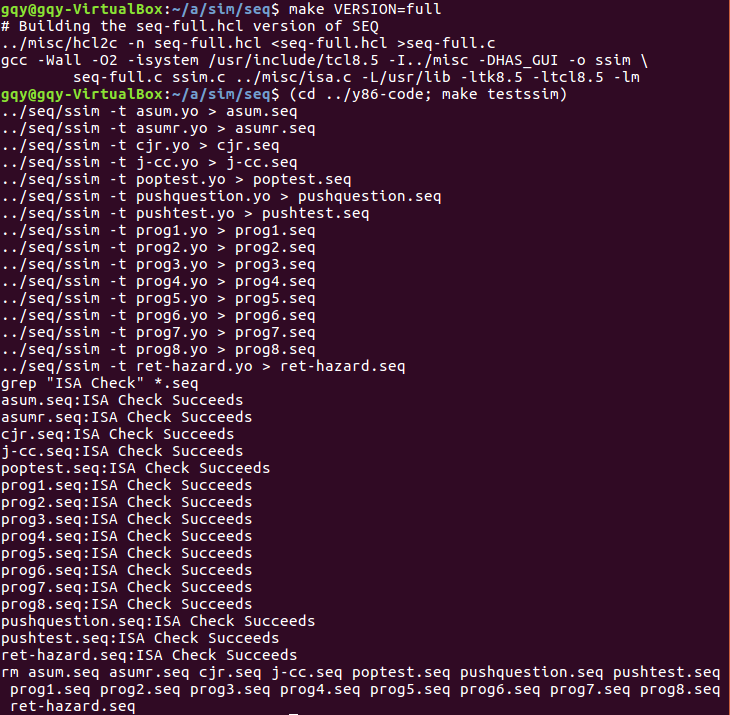 gqy@gqy-VirtualBox:~/a/sim/seq$ make VERSION=full
# Building the seq-full.hcl version of SEQ
../misc/hcl2c -n seq-full.hcl <seq-full.hcl >seq-full.c
gcc -Wall -O2 -isystem /usr/include/tcl8.5 -I../misc -DHAS_GUI -o ssim \
        seq-full.c ssim.c ../misc/isa.c -L/usr/lib -ltk8.5 -ltcl8.5 -lm
gqy@gqy-VirtualBox:~/a/sim/seq$ (cd ../y86-code; make testssim)
../seq/ssim -t asum.yo > asum.seq
../seq/ssim -t asumr.yo > asumr.seq
../seq/ssim -t cjr.yo > cjr.seq
../seq/ssim -t j-cc.yo > j-cc.seq
../seq/ssim -t poptest.yo > poptest.seq
../seq/ssim -t pushquestion.yo > pushquestion.seq
../seq/ssim -t pushtest.yo > pushtest.seq
../seq/ssim -t prog1.yo > prog1.seq
../seq/ssim -t prog2.yo > prog2.seq
../seq/ssim -t prog3.yo > prog3.seq
../seq/ssim -t prog4.yo > prog4.seq
../seq/ssim -t prog5.yo > prog5.seq
../seq/ssim -t prog6.yo > prog6.seq
../seq/ssim -t prog7.yo > prog7.seq
../seq/ssim -t prog8.yo > prog8.seq
../seq/ssim -t ret-hazard.yo > ret-hazard.seq
grep "ISA Check" *.seq
asum.seq:ISA Check Succeeds
asumr.seq:ISA Check Succeeds
cjr.seq:ISA Check Succeeds
j-cc.seq:ISA Check Succeeds
poptest.seq:ISA Check Succeeds
prog1.seq:ISA Check Succeeds
prog2.seq:ISA Check Succeeds
prog3.seq:ISA Check Succeeds
prog4.seq:ISA Check Succeeds
prog5.seq:ISA Check Succeeds
prog6.seq:ISA Check Succeeds
prog7.seq:ISA Check Succeeds
prog8.seq:ISA Check Succeeds
pushquestion.seq:ISA Check Succeeds
pushtest.seq:ISA Check Succeeds
ret-hazard.seq:ISA Check Succeeds
rm asum.seq asumr.seq cjr.seq j-cc.seq poptest.seq pushquestion.seq pushtest.seq
 prog1.seq prog2.seq prog3.seq prog4.seq prog5.seq prog6.seq prog7.seq prog8.seq
 ret-hazard.seq